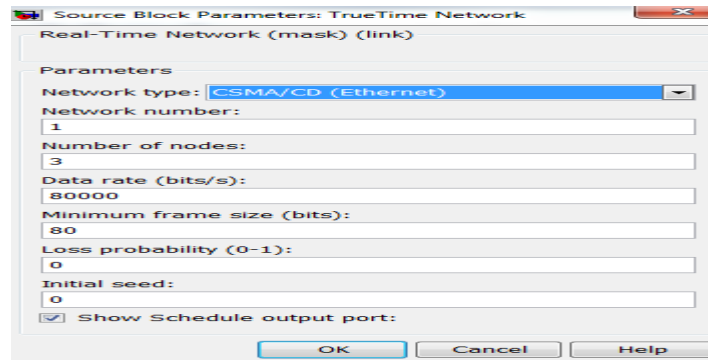 Source Block Parameters: TrueTime Network
Real-Time Network (mask) (link)
Parameters
Network type: CSMA/CD (Ethernet)
Network number:
1
Number of nodes:
3
Data rate (bits/s):
80000
Minimum frame size (bits):
80
Loss probability (0-1):
0
Initial seed:
0
Show Schedule output port:
OK Cancel Help